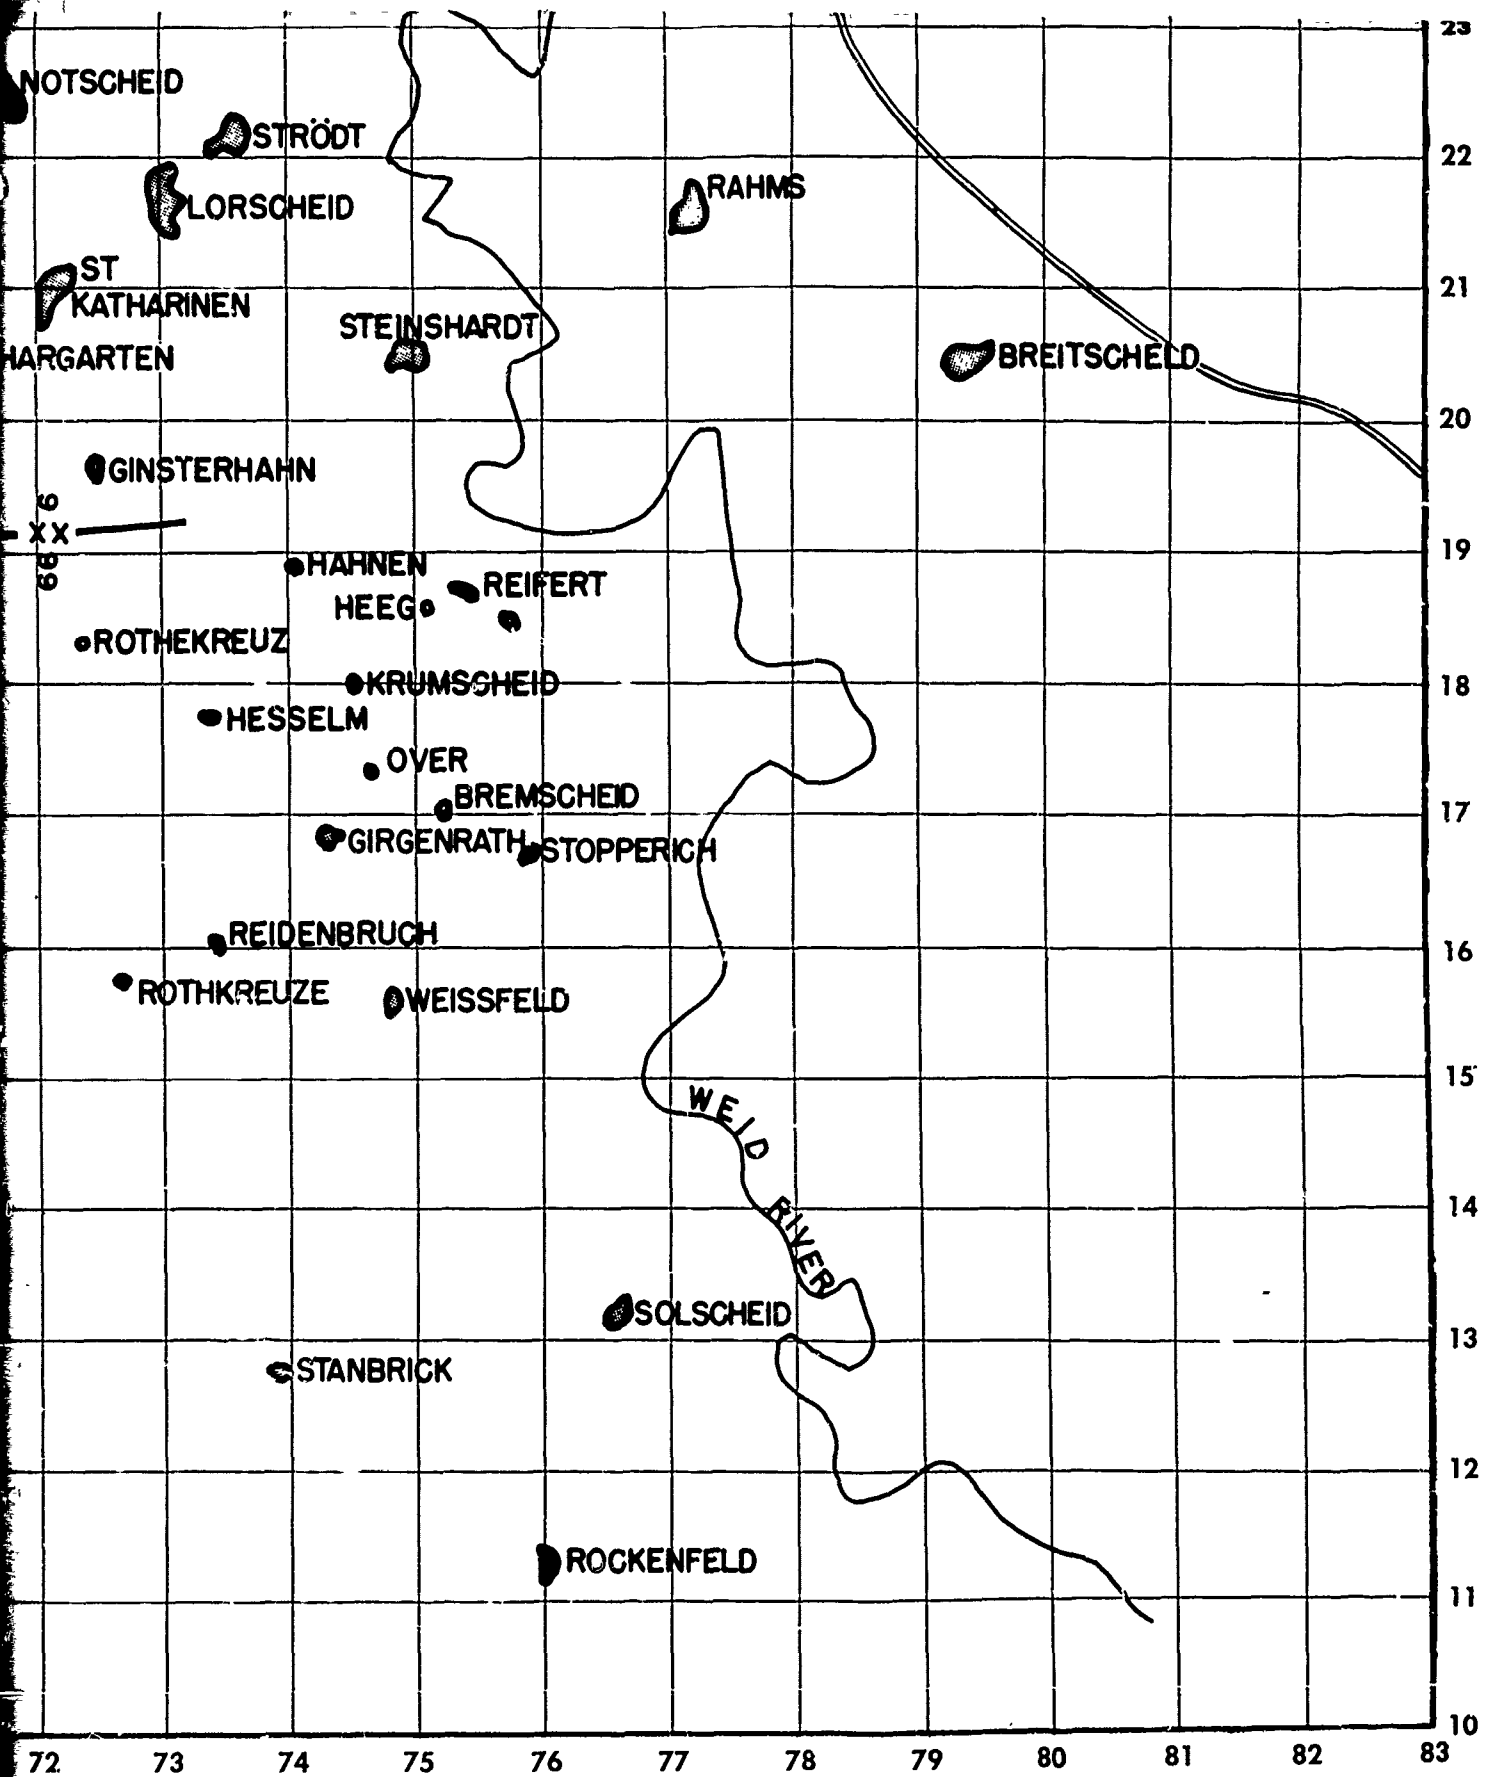 23
NOTSCHEID
STRÖDT
22
RAHMS
LORSCHEID
ST
KATHARINEN
21
STEINSHARDT
HARGARTEN
BREITSCHELD
20
GINSTERHAHN
9
XX
99
19
HAHNEN
REIFERT
HEEG
ROTHEKREUZ
KRUMSCHEID
18
HESSELM
OVER
BREMSCHEID
17
GIRGENRATH
STOPPERICH
REIDENBRUCH
16
ROTHKREUZE
WEISSFELD
15
WEID RIVER
14
SOLSCHEID
13
STANBRICK
12
ROCKENFELD
11
10
72 73 74 75 76 77 78 79 80 81 82 83